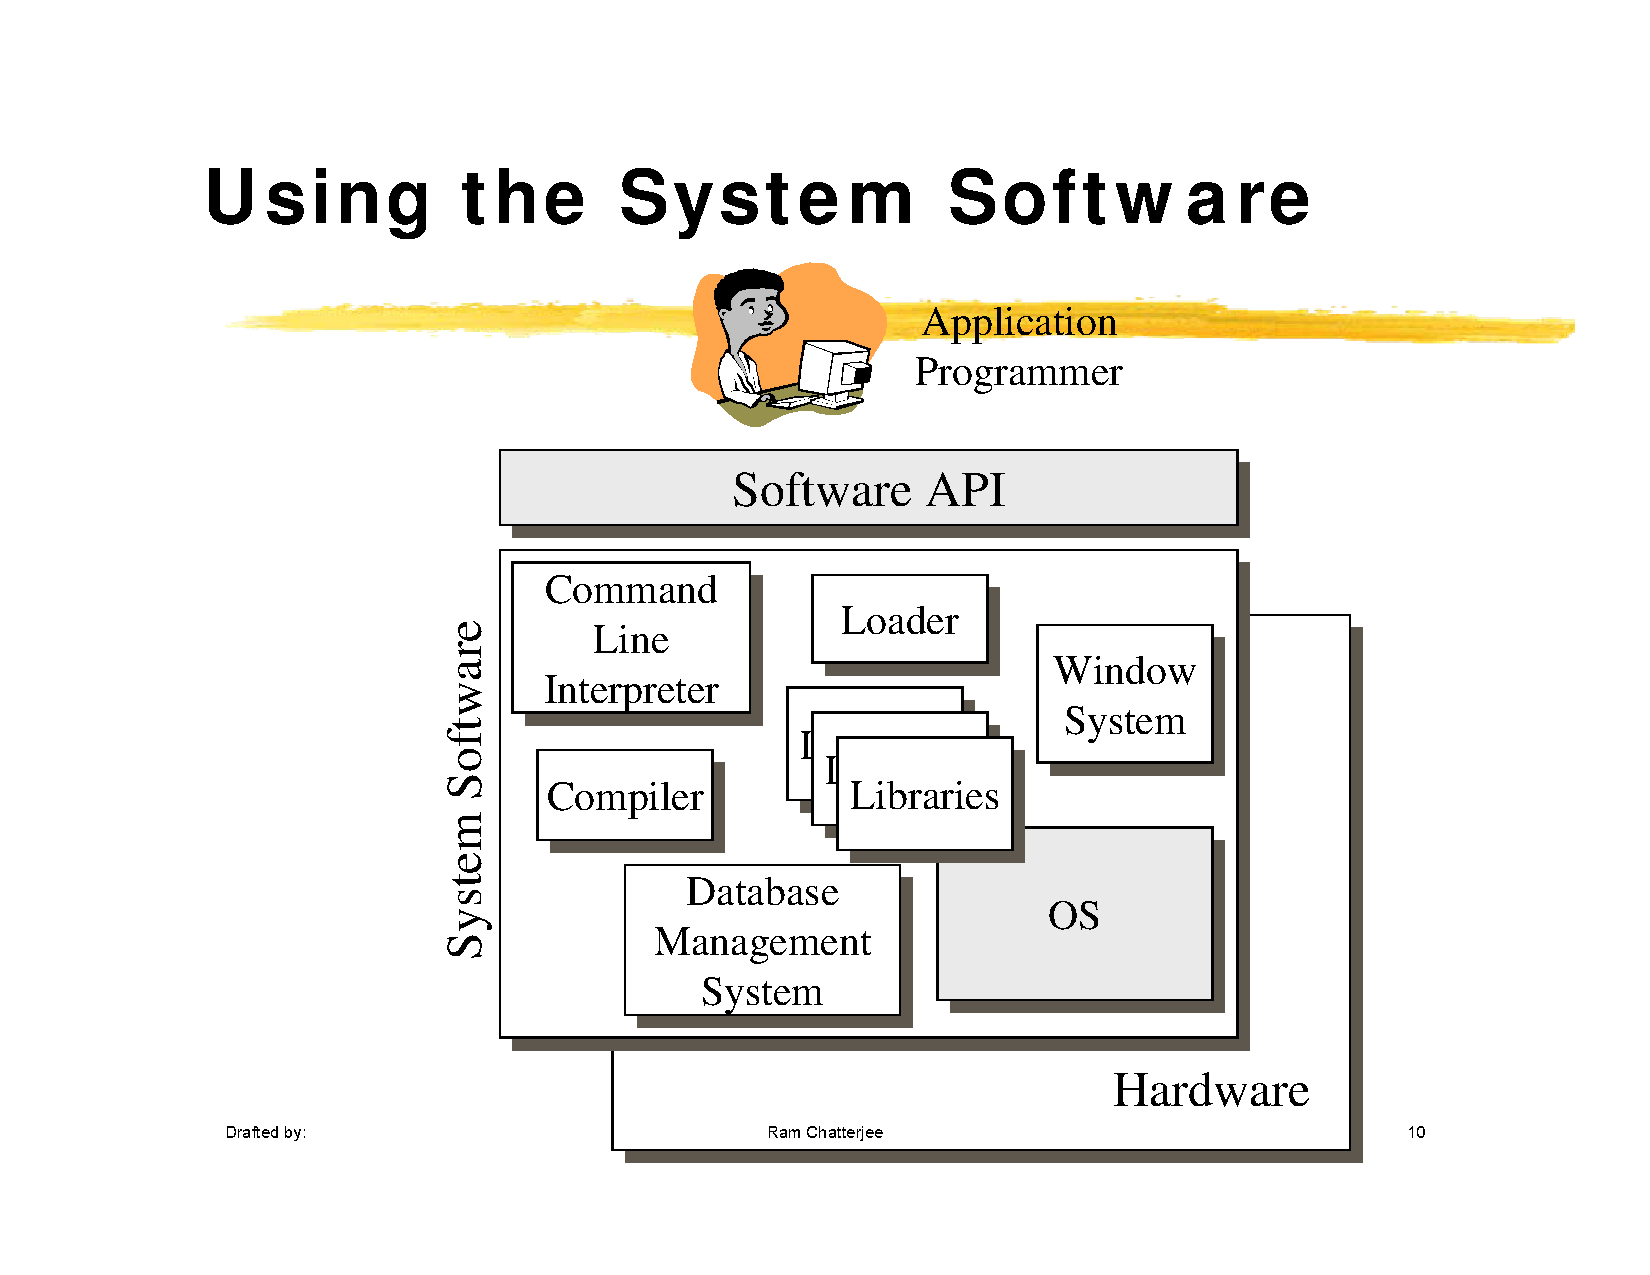 Using the System Software
Application
Programmer
Software API
System Software
Command
Line
Interpreter
Loader
Window
System
Compiler
L
L
Libraries
Database
Management
System
OS
Hardware
Drafted by:
Ram Chatterjee
10